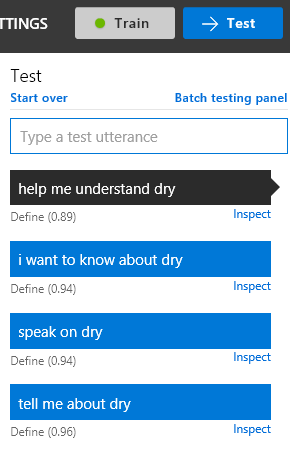 TTINGS
Train
Test
Test
Start over Batch testing panel
Type a test utterance
help me understand dry
Define (0.89) Inspect
i want to know about dry
Define (0.94) Inspect
speak on dry
Define (0.94) Inspect
tell me about dry
Define (0.96) Inspect